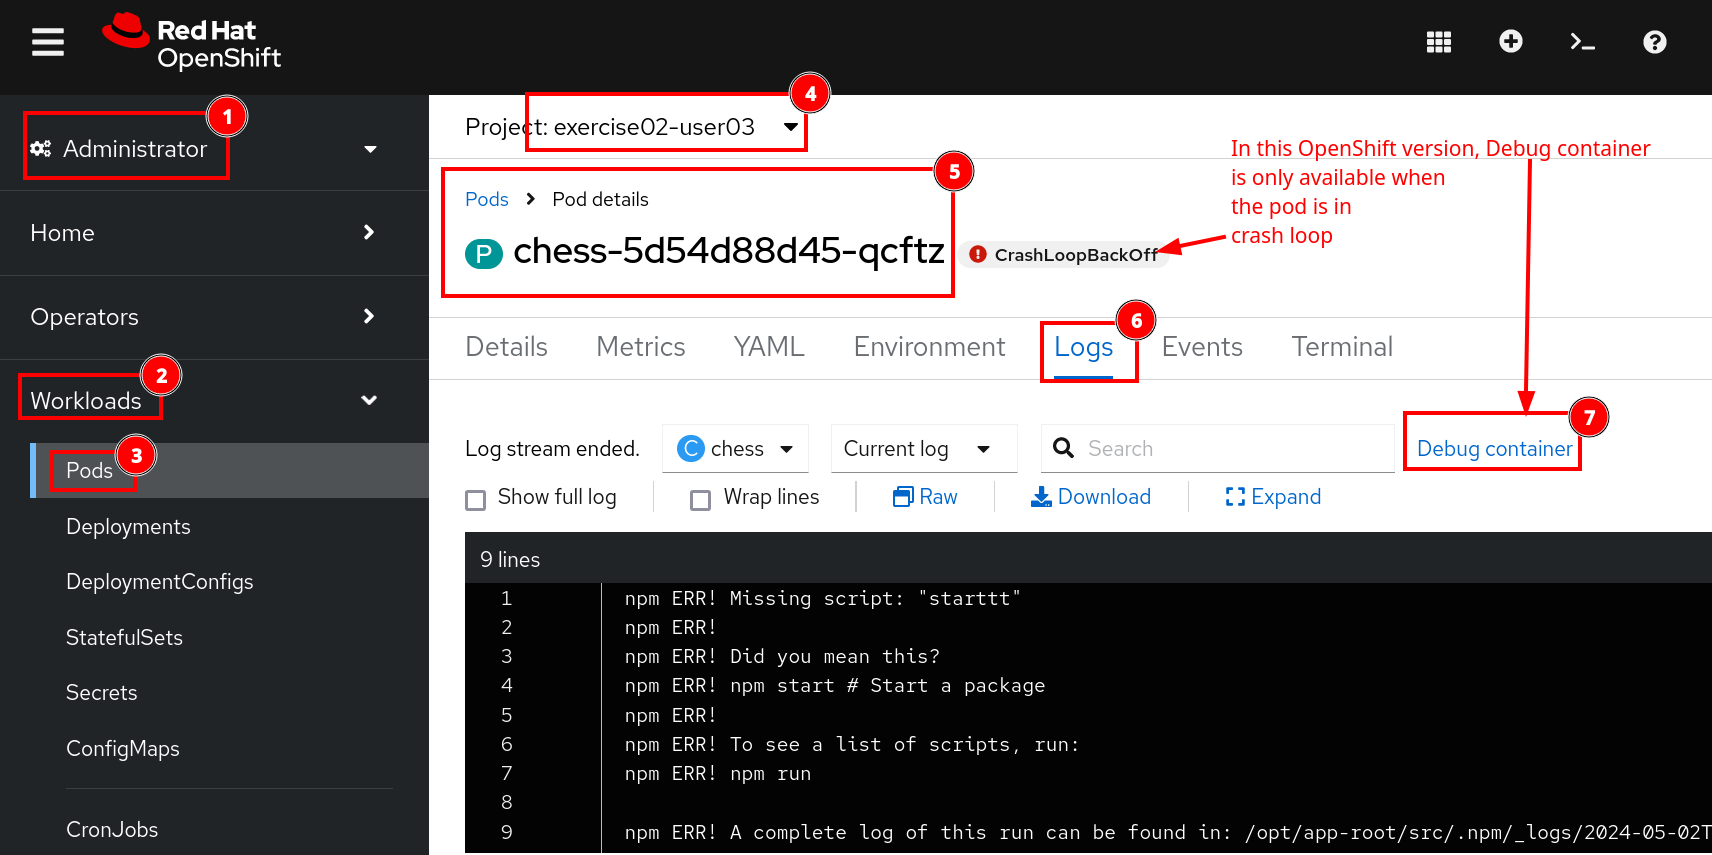 Red Hat
OpenShift
1
Administrator
Home
Operators
2
Workloads
3
Pods
Deployments
DeploymentConfigs
StatefulSets
Secrets
ConfigMaps
CronJobs
4
Project: exercise02-user03
5
Pods > Pod details
P chess-5d54d88d45-qcftz CrashLoopBackOff
In this OpenShift version, Debug container
is only available when
the pod is in
crash loop
6
Details Metrics YAML Environment Logs Events Terminal
7
Log stream ended. C chess Current log Search Debug container
Show full log Wrap lines Raw Download Expand
9 lines
1 npm ERR! Missing script: "starttt"
2 npm ERR!
3 npm ERR! Did you mean this?
4 npm ERR! npm start # Start a package
5 npm ERR!
6 npm ERR! To see a list of scripts, run:
7 npm ERR! npm run
8
9 npm ERR! A complete log of this run can be found in: /opt/app-root/src/.npm/_logs/2024-05-02T